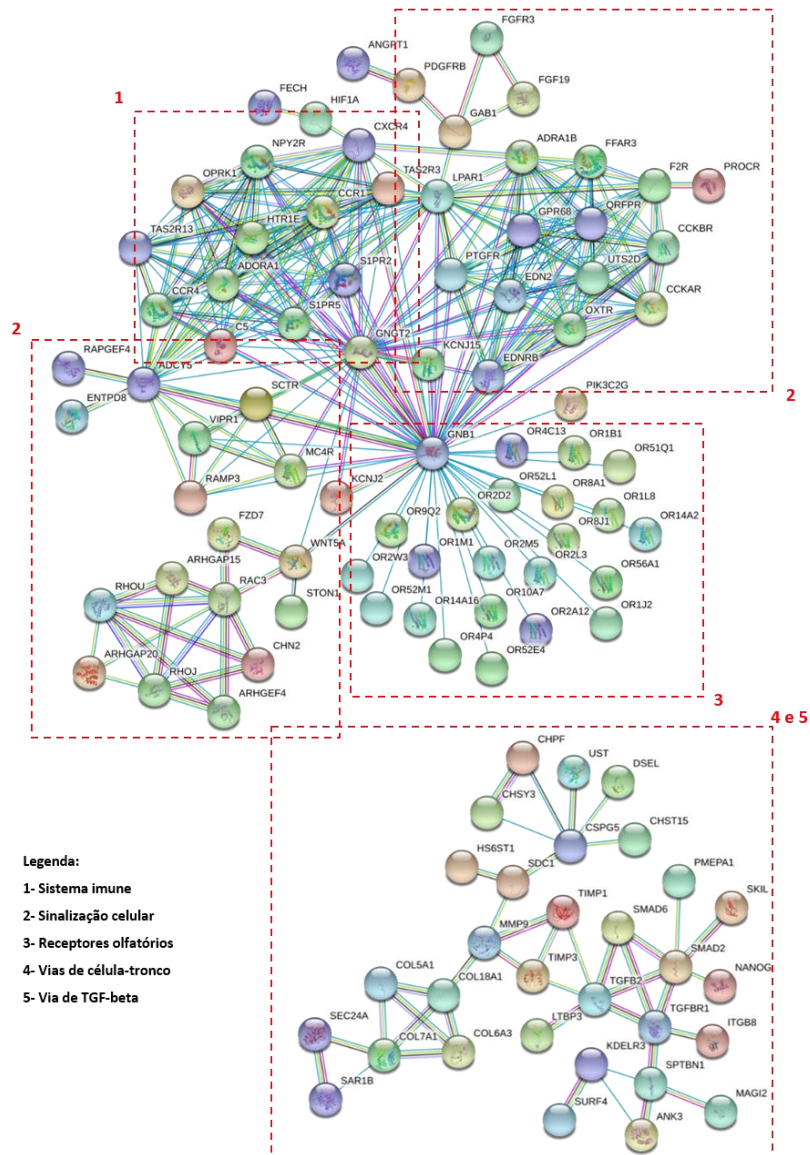 FGFR3
ANGPT1
PDGFRB
FGF19
FECH
HIF1A
GAB1
1
CXCR4
NPY2R
ADRA1B
FFAR3
OPRK1
CCR1
TAS2R3
LPAR1
F2R
PROCR
HTR1E
GPR68
QRFPR
TAS2R13
CCKBR
ADORA1
S1PR2
PTGFR
UTS2D
EDN2
CCKAR
CCR4
S1PR5
OXTR
C5
GNGT2
KCNJ15
2
RAPGEF4
ADCY5
EDNRB
SCTR
PIK3C2G
2
ENTPD8
VIPR1
GNB1
OR4C13
OR1B1
OR51Q1
MC4R
OR52L1
OR8A1
RAMP3
KCNJ2
OR2D2
OR1L8
OR9Q2
OR8J1
OR14A2
FZD7
WNT5A
OR2W3
OR1M1
OR2M5
OR2L3
OR56A1
ARHGAP15
RHOU
RAC3
STON1
OR52M1
OR14A16
OR10A7
OR2A12
OR1J2
ARHGAP20
CHN2
OR4P4
OR52E4
RHOJ
ARHGEF4
3
4 e 5
CHPF
UST
DSEL
CHSY3
CSPG5
CHST15
HS6ST1
SDC1
PMEPA1
TIMP1
SMAD6
SKIL
MMP9
SMAD2
COL5A1
COL18A1
TIMP3
TGFB2
NANOG
LTBP3
TGFBR1
ITGB8
SEC24A
COL7A1
COL6A3
KDELR3
SPTBN1
SAR1B
SURF4
ANK3
MAGI2
Legenda:
1- Sistema imune
2- Sinalização celular
3- Receptores olfatórios
4- Vias de célula-tronco
5- Via de TGF-beta